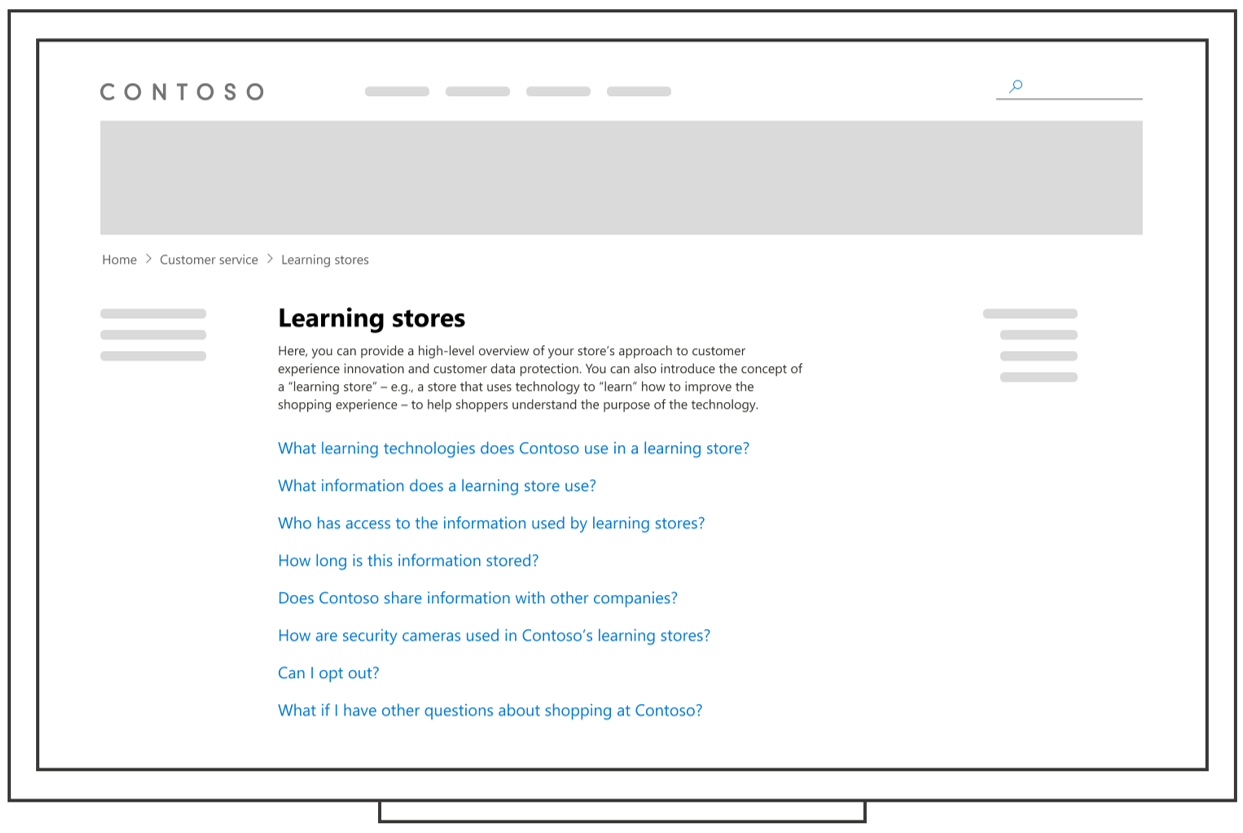 CONTOSO
Home > Customer service > Learning stores
Learning stores
Here, you can provide a high-level overview of your store’s approach to customer
experience innovation and customer data protection. You can also introduce the concept of
a “learning store” – e.g., a store that uses technology to “learn” how to improve the
shopping experience – to help shoppers understand the purpose of the technology.
What learning technologies does Contoso use in a learning store?
What information does a learning store use?
Who has access to the information used by learning stores?
How long is this information stored?
Does Contoso share information with other companies?
How are security cameras used in Contoso’s learning stores?
Can I opt out?
What if I have other questions about shopping at Contoso?